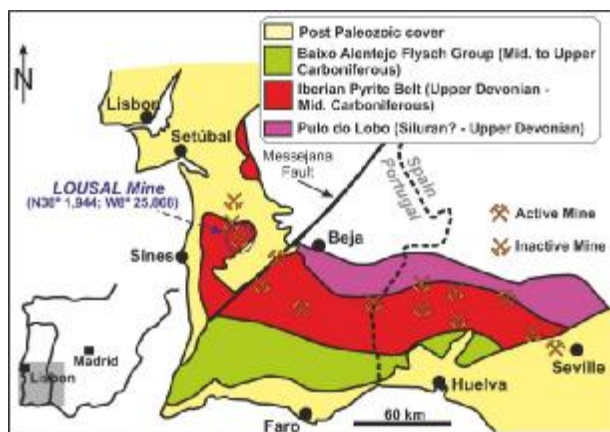 Post Paleozoic cover
Baixo Alentejo Flysch Group (Mid. to Upper
Carboniferous)
Iberian Pyrite Belt (Upper Devonian -
Mid. Carboniferous)
Pulo do Lobo (Siluran? - Upper Devonian)
N
Lisbon
Setúbal
Messejana
Fault
Spain
Portugal
LOUSAL Mine
(N38° 1,944; W8° 25,860)
Active Mine
Inactive Mine
Beja
Sines
Madrid
Lisbon
Seville
Huelva
Faro
60 km